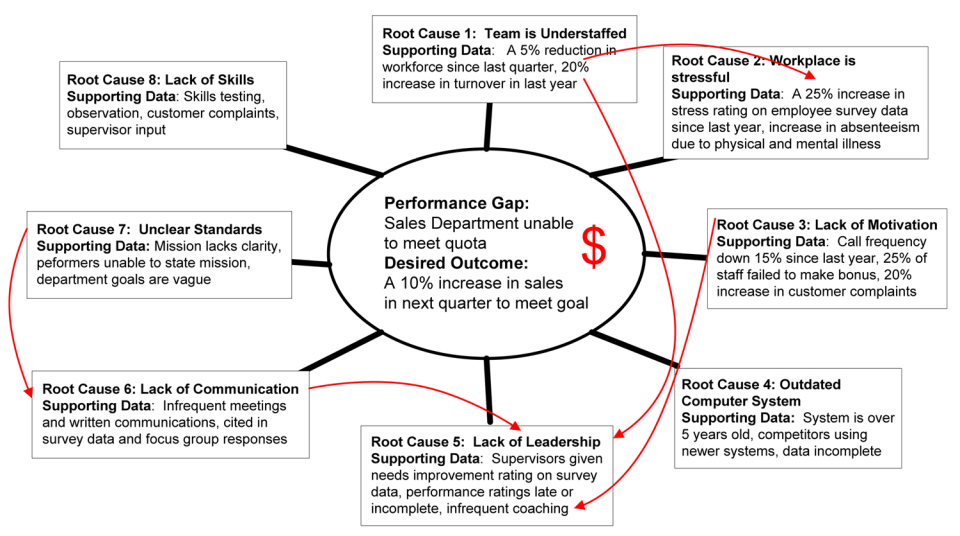 Root Cause 1: Team is Understaffed
Supporting Data:  A 5% reduction in
workforce since last quarter, 20%
increase in turnover in last year
Root Cause 2: Workplace is
stressful
Supporting Data:  A 25% increase in
stress rating on employee survey data
since last year, increase in absenteeism
due to physical and mental illness
Root Cause 8: Lack of Skills
Supporting Data: Skills testing,
observation, customer complaints,
supervisor input
Performance Gap:
Sales Department unable
to meet quota
Desired Outcome:
A 10% increase in sales
in next quarter to meet goal
$
Root Cause 3: Lack of Motivation
Supporting Data:  Call frequency
down 15% since last year, 25% of
staff failed to make bonus, 20%
increase in customer complaints
Root Cause 7:  Unclear Standards
Supporting Data: Mission lacks clarity,
peformers unable to state mission,
department goals are vague
Root Cause 4: Outdated
Computer System
Supporting Data:  System is over
5 years old, competitors using
newer systems, data incomplete
Root Cause 6: Lack of Communication
Supporting Data:  Infrequent meetings
and written communications, cited in
survey data and focus group responses
Root Cause 5:  Lack of Leadership
Supporting Data:  Supervisors given
needs improvement rating on survey
data, performance ratings late or
incomplete, infrequent coaching